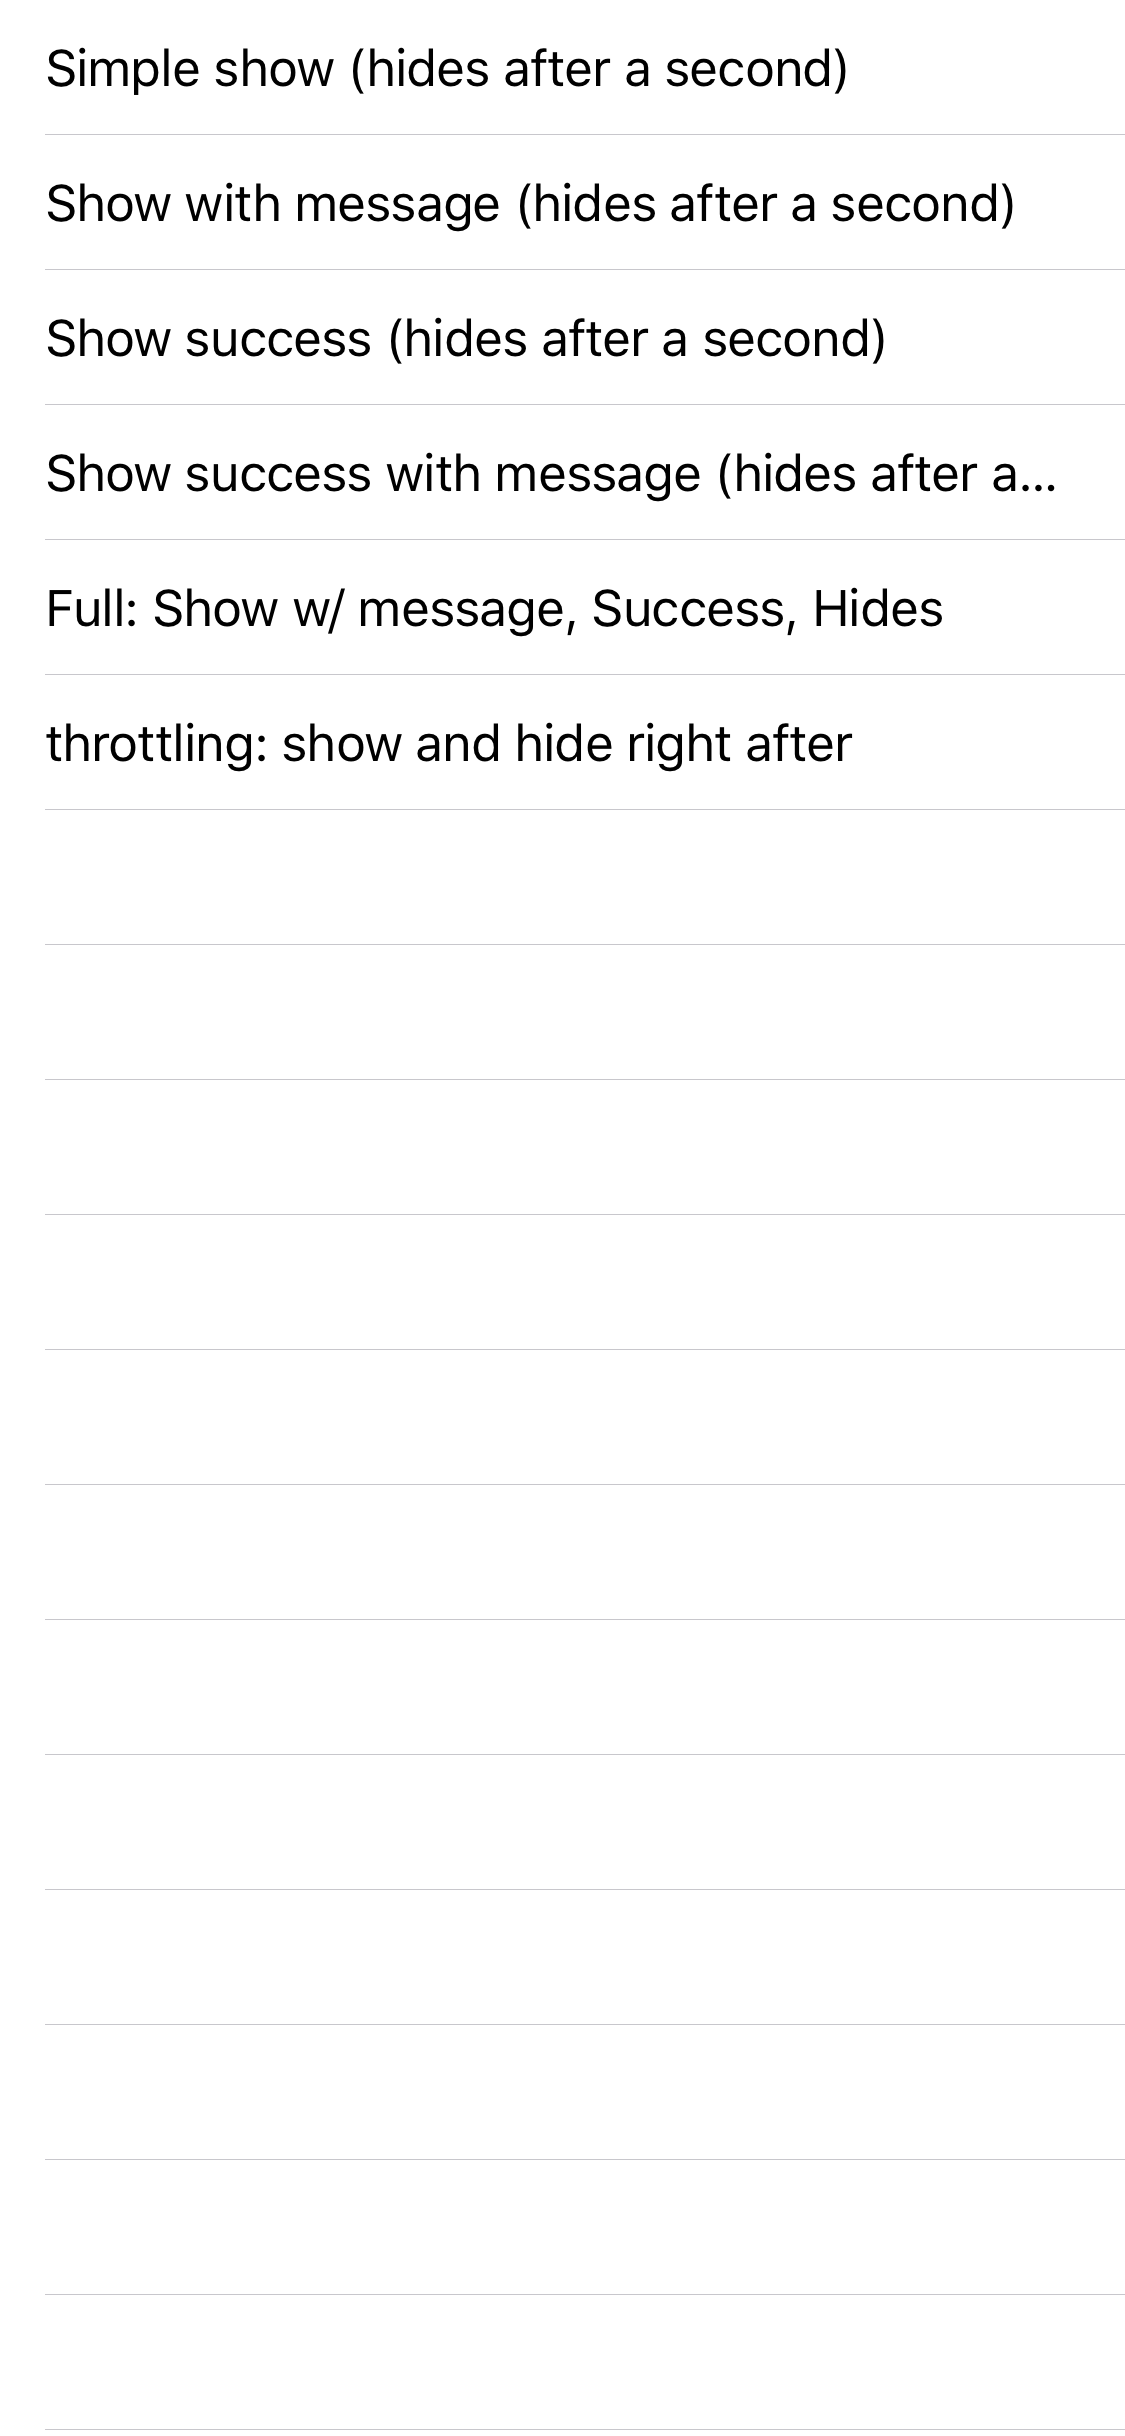 Simple show (hides after a second)
Show with message (hides after a second)
Show success (hides after a second)
Show success with message (hides after a...
Full: Show w/ message, Success, Hides
throttling: show and hide right after